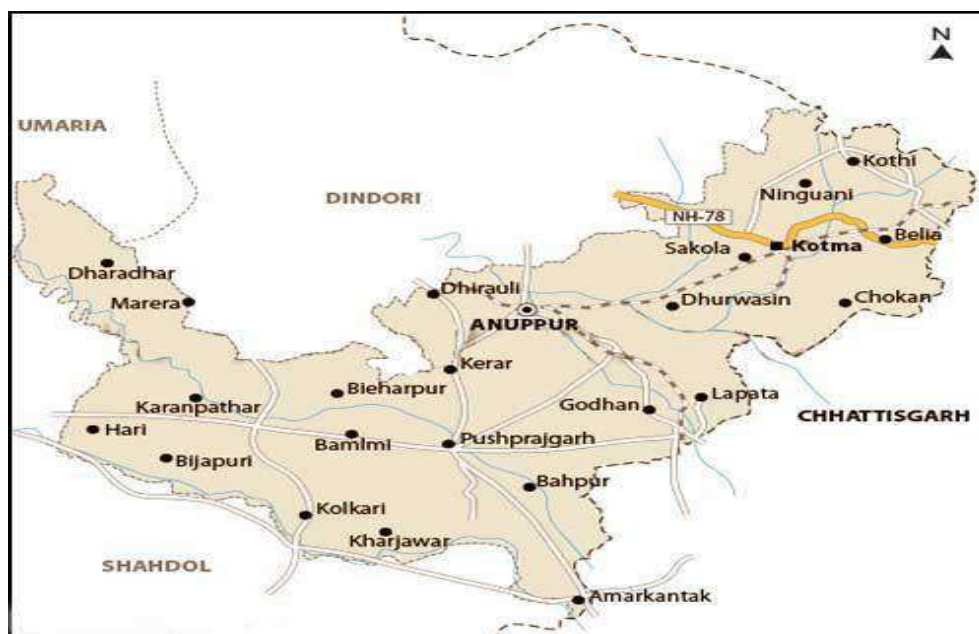 N
UMARIA
Kothi
DINDORI
Ninguani
NH-78
Sakola
Kotma
Belia
Dharadhar
Marera
Dhirauli
Dhurwasin
Chokan
ANUPPUR
Kerar
Bieharpur
Karanpathar
Godhan
Lapata
CHHATTISGARH
Hari
Bamlmi
Pushprajgarh
Bijapuri
Bahpur
Kolkari
Kharjawar
SHAHDOL
Amarkantak